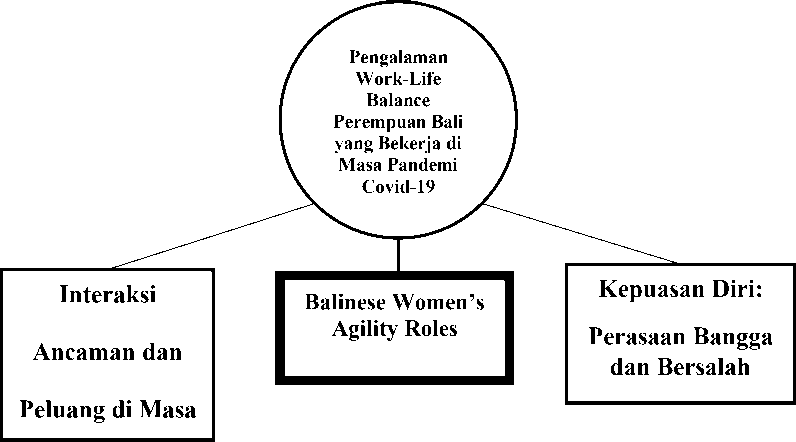 Pengalaman
Work-Life
Balance
Perempuan Bali
yang Bekerja di
Masa Pandemi
Covid-19
Interaksi
Ancaman dan
Peluang di Masa
Balinese Women's
Agility Roles
Kepuasan Diri:
Perasaan Bangga
dan Bersalah